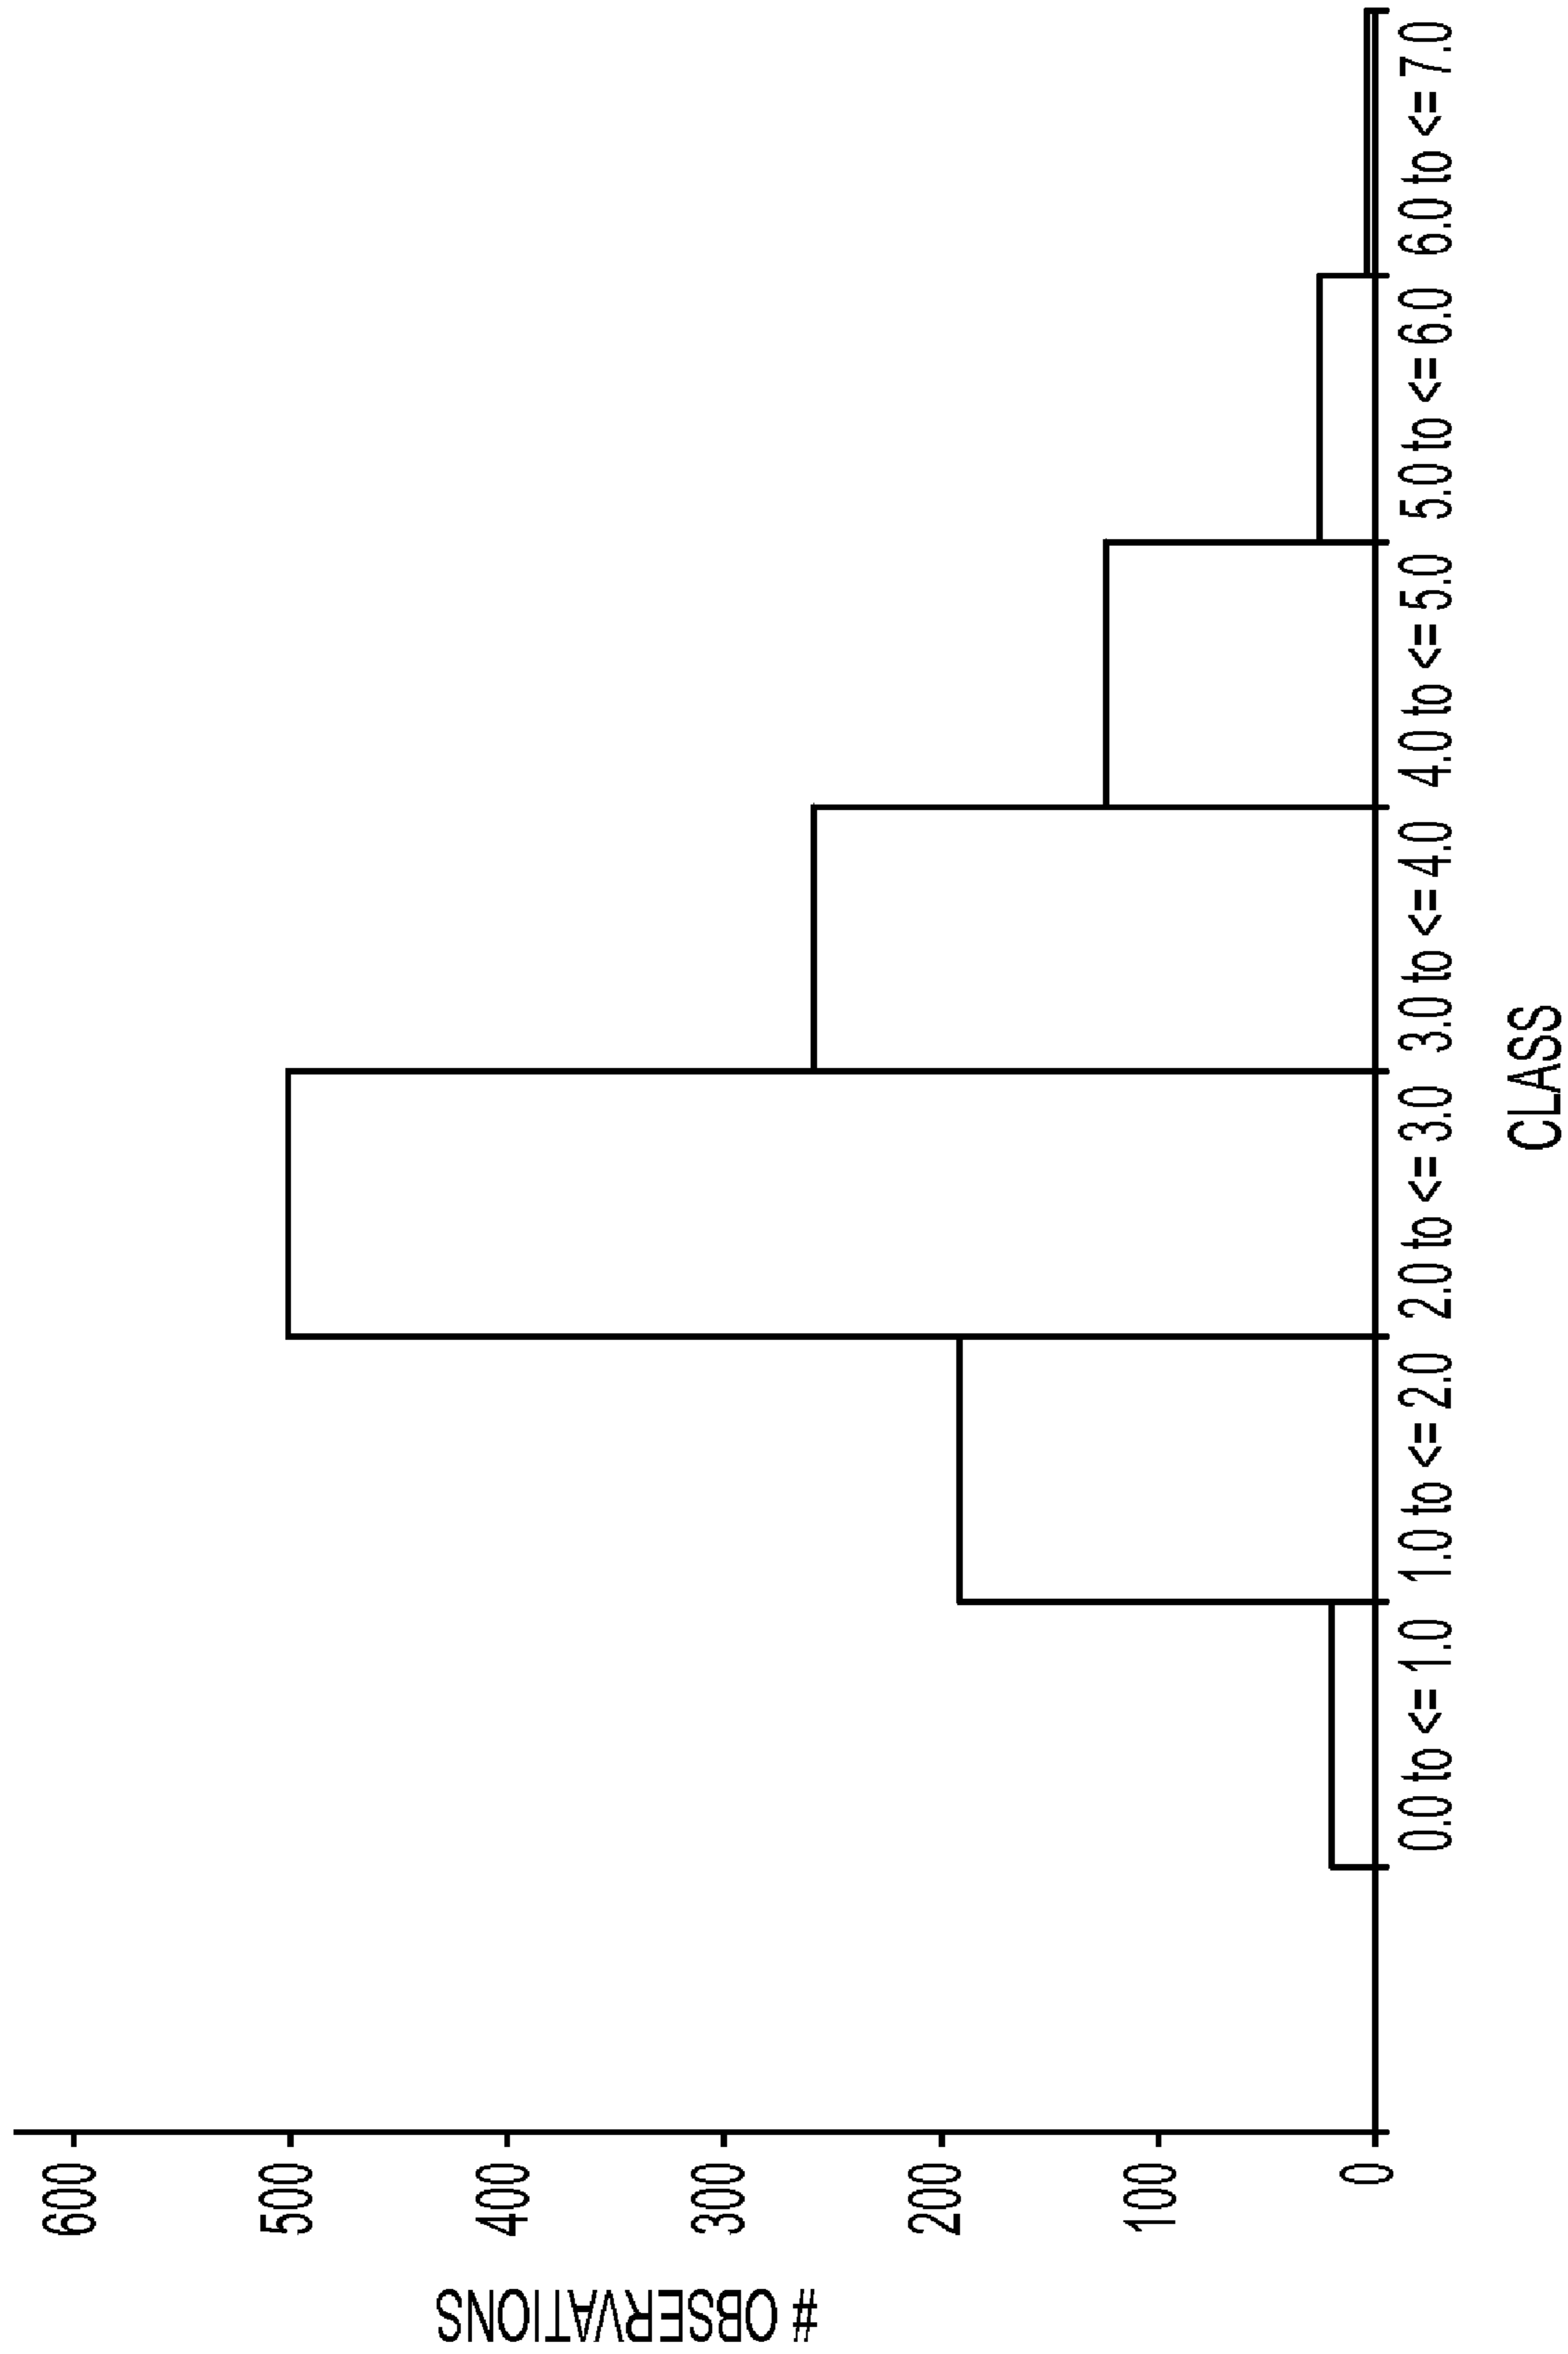 # OBSERVATIONS
600
500
400
300
200
100
0
0.0 to <= 1.0 1.0 to <= 2.0 2.0 to <= 3.0 3.0 to <= 4.0 4.0 to <= 5.0 5.0 to <= 6.0 6.0 to <= 7.0
CLASS